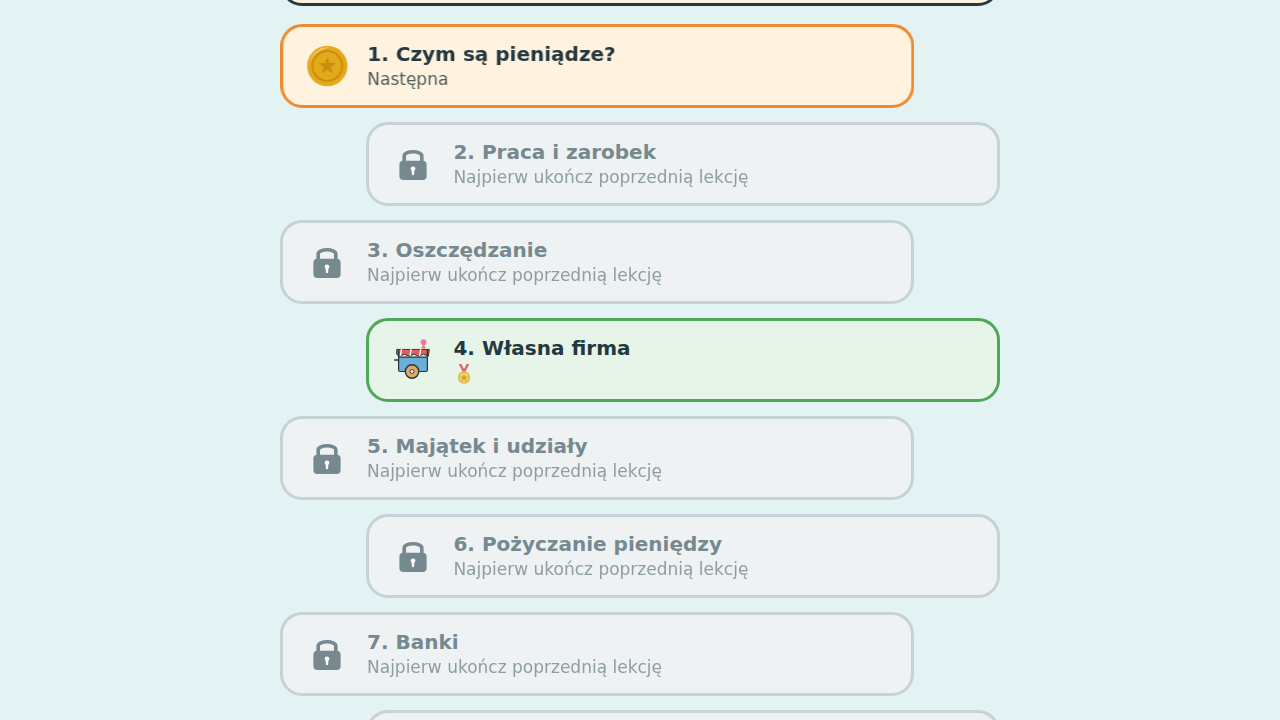 1. Czym są pieniądze?
Następna
2. Praca i zarobek
Najpierw ukończ poprzednią lekcję
3. Oszczędzanie
Najpierw ukończ poprzednią lekcję
4. Własna firma
5. Majątek i udziały
Najpierw ukończ poprzednią lekcję
6. Pożyczanie pieniędzy
Najpierw ukończ poprzednią lekcję
7. Banki
Najpierw ukończ poprzednią lekcję